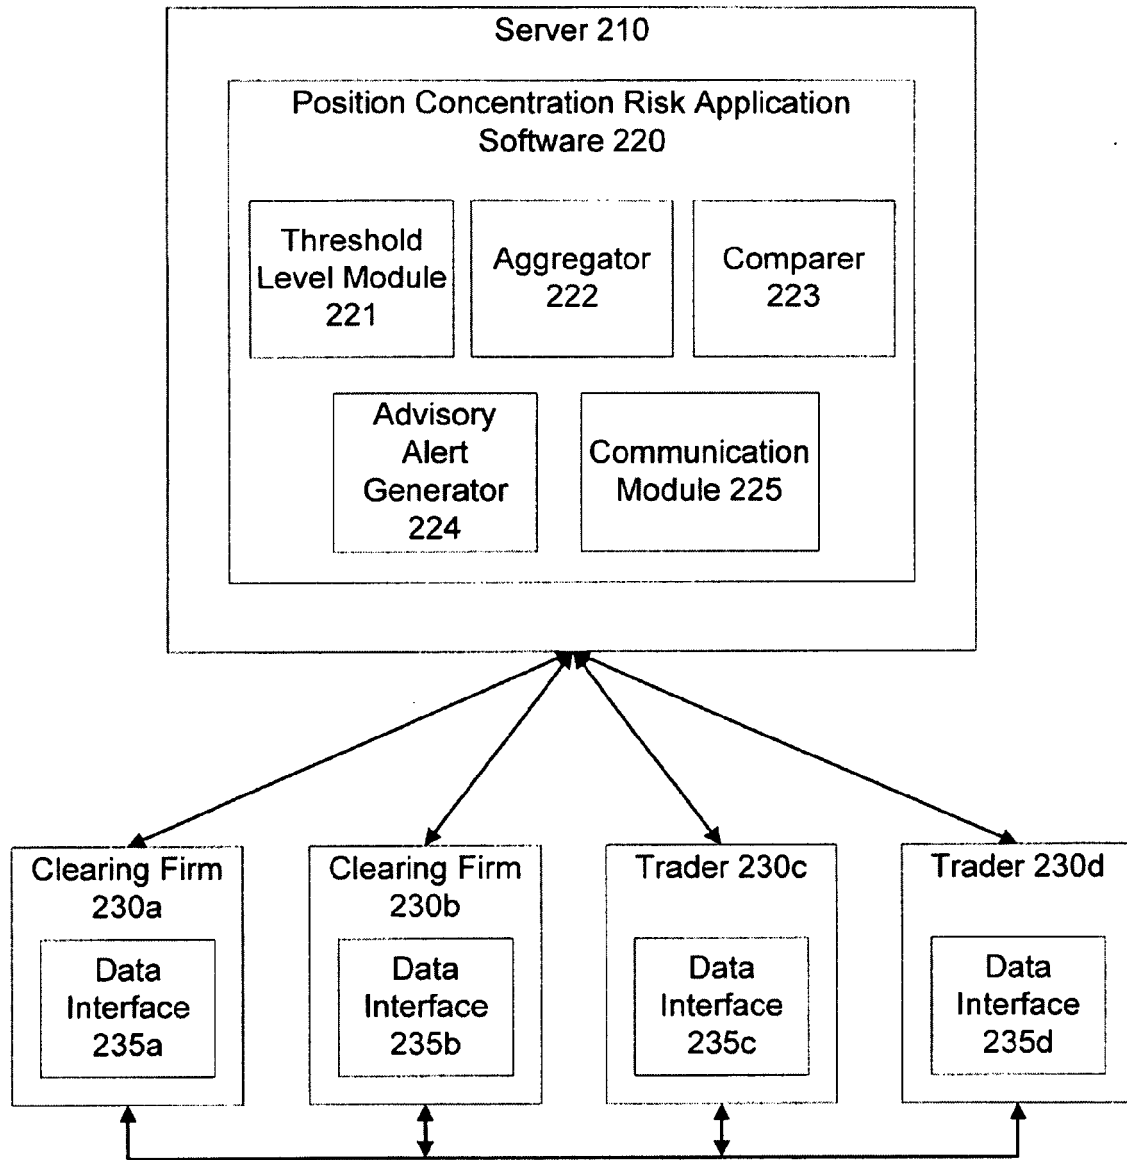 Server 210
Position Concentration Risk Application
Software 220
Threshold
Level Module
221
Aggregator
222
Comparer
223
Advisory
Alert
Generator
224
Communication
Module 225
Clearing Firm
230a
Data
Interface
235a
Clearing Firm
230b
Data
Interface
235b
Trader 230c
Data
Interface
235c
Trader 230d
Data
Interface
235d